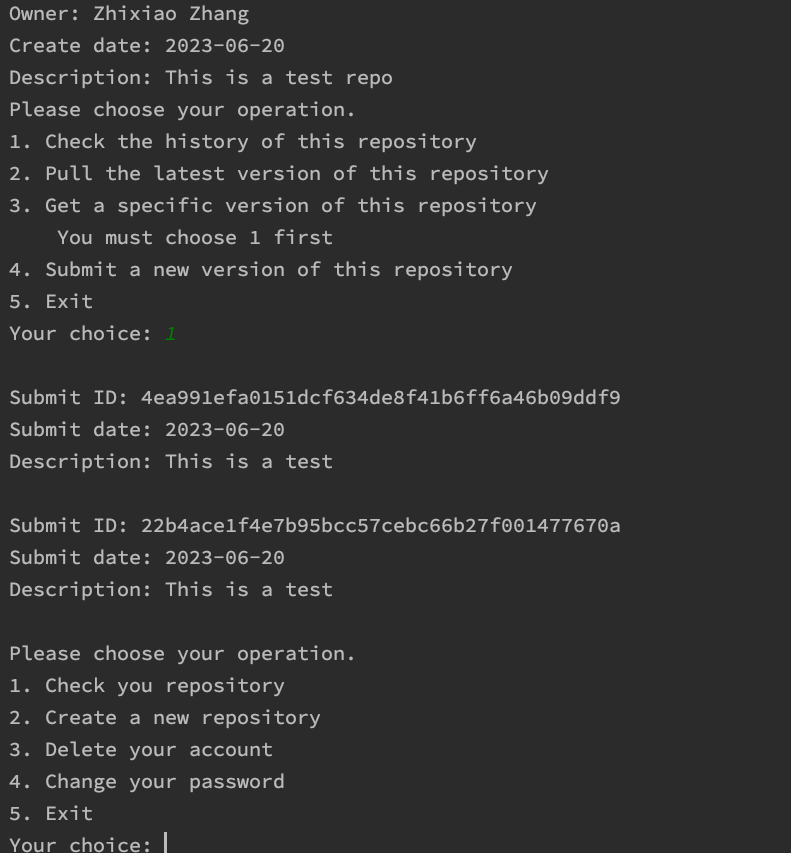 Owner: Zhixiao Zhang
Create date: 2023-06-20
Description: This is a test repo
Please choose your operation.
1. Check the history of this repository
2. Pull the latest version of this repository
3. Get a specific version of this repository
    You must choose 1 first
4. Submit a new version of this repository
5. Exit
Your choice: 1
Submit ID: 4ea991efa0151dcf634de8f41b6ff6a46b09ddf9
Submit date: 2023-06-20
Description: This is a test
Submit ID: 22b4ace1f4e7b95bcc57cebc66b27f001477670a
Submit date: 2023-06-20
Description: This is a test
Please choose your operation.
1. Check you repository
2. Create a new repository
3. Delete your account
4. Change your password
5. Exit
Your choice: